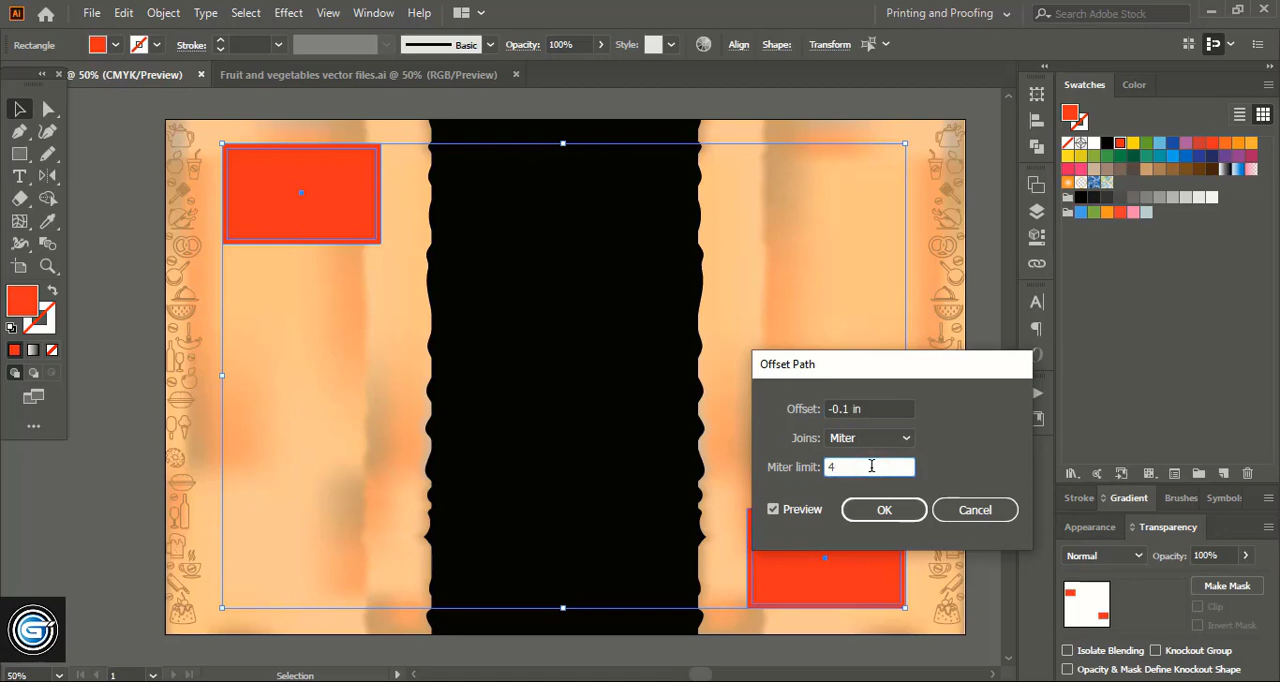 Ai File Edit Object Type Select Effect View Window Help Printing and Proofing Search Adobe Stock
Rectangle Stroke: Basic Opacity: 100% Style: Align Shape: Transform
@ 50% (CMYK/Preview) × Fruit and vegetables vector files.ai @ 50% (RGB/Preview) ×
Swatches Color
Offset Path
Offset: -0.1 in
Joins: Miter
Miter limit: 4
Preview OK Cancel
Stroke Gradient Brushes Symbols
Appearance Transparency
Normal Opacity: 100%
Make Mask
Clip
Invert Mask
Isolate Blending Knockout Group
Opacity & Mask Define Knockout Shape
50% 1 Selection